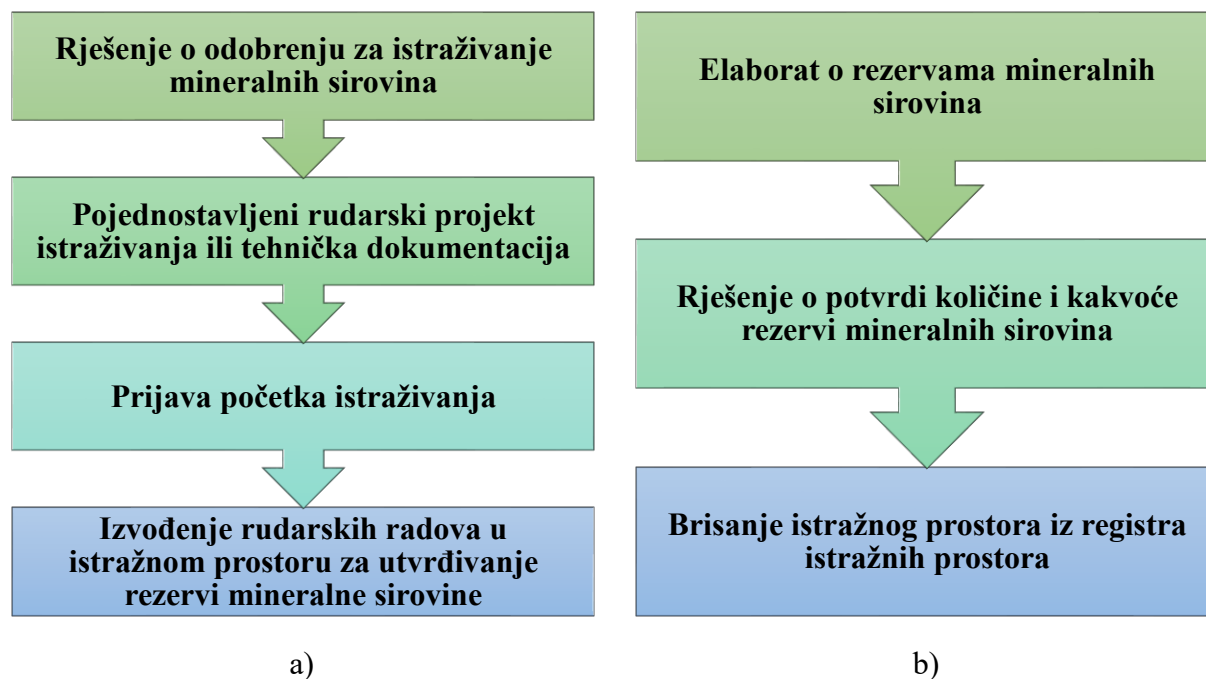 Rješenje o odobrenju za istraživanje
mineralnih sirovina
Pojednostavljeni rudarski projekt
istraživanja ili tehnička dokumentacija
Prijava početka istraživanja
Izvođenje rudarskih radova u
istražnom prostoru za utvrđivanje
rezervi mineralne sirovine
a)
Elaborat o rezervama mineralnih
sirovina
Rješenje o potvrdi količine i kakvoće
rezervi mineralnih sirovina
Brisanje istražnog prostora iz registra
istražnih prostora
b)